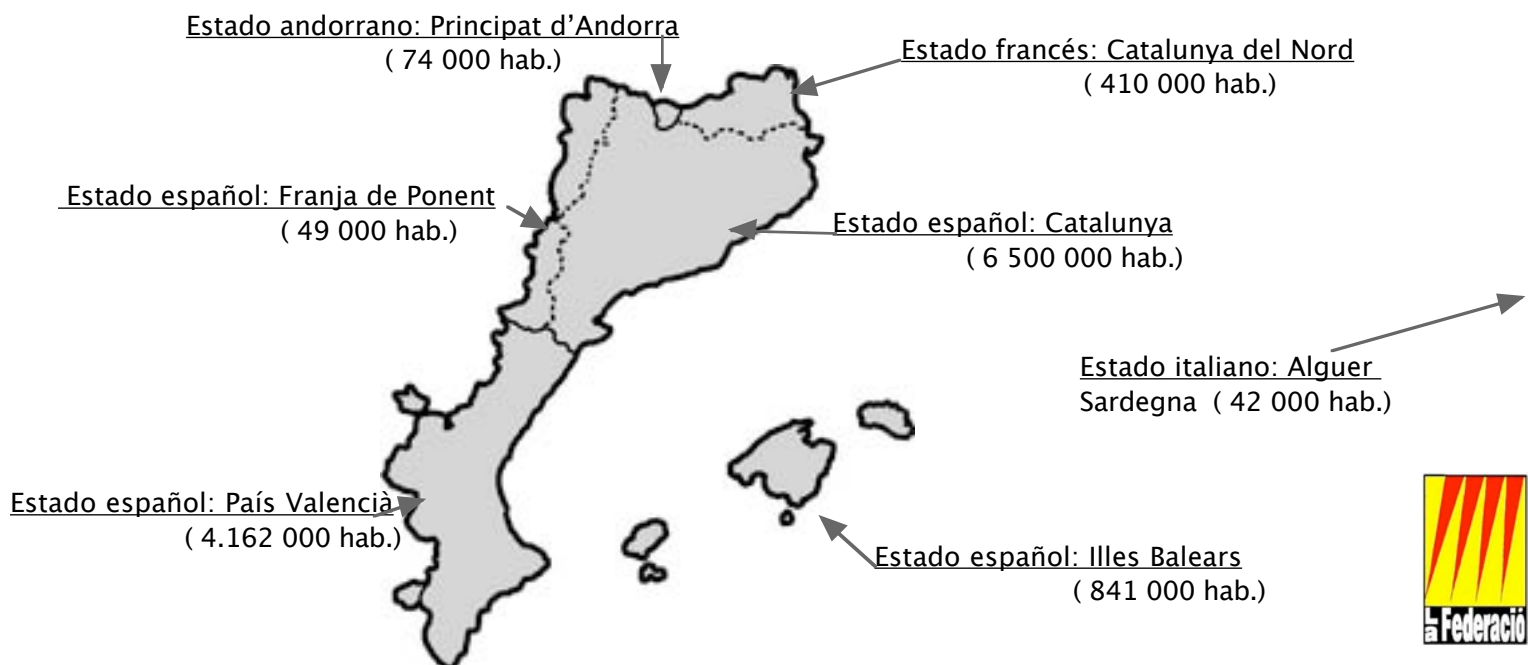 Estado andorrano: Principat d’Andorra
( 74 000 hab.)
Estado francés: Catalunya del Nord
( 410 000 hab.)
Estado español: Franja de Ponent
( 49 000 hab.)
Estado español: Catalunya
( 6 500 000 hab.)
Estado italiano: Alguer
Sardegna ( 42 000 hab.)
Estado español: País Valencià
( 4.162 000 hab.)
Estado español: Illes Balears
( 841 000 hab.)
La Federació